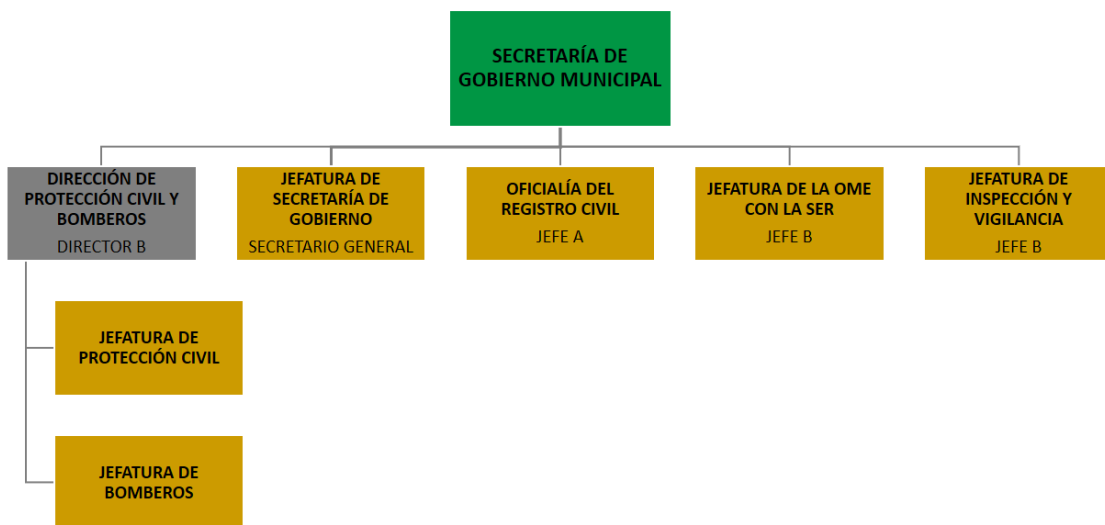 SECRETARÍA DE
GOBIERNO MUNICIPAL
DIRECCIÓN DE
PROTECCIÓN CIVIL Y
BOMBEROS
DIRECTOR B
JEFATURA DE
SECRETARÍA DE
GOBIERNO
SECRETARIO GENERAL
OFICIALÍA DEL
REGISTRO CIVIL
JEFE A
JEFATURA DE LA OME
CON LA SER
JEFE B
JEFATURA DE
INSPECCIÓN Y
VIGILANCIA
JEFE B
JEFATURA DE
PROTECCIÓN CIVIL
JEFATURA DE
BOMBEROS